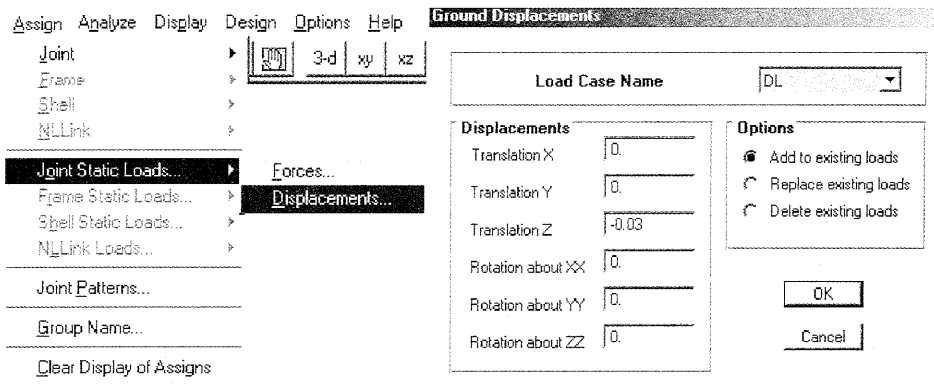 Assign Analyze Display Design Options Help
Joint
Frame
Shell
NLLink
Joint Static Loads...
Frame Static Loads...
Shell Static Loads...
NLLink Loads...
Joint Patterns...
Group Name...
Clear Display of Assigns
3-d xy xz
Forces...
Displacements...
Ground Displacements
Load Case Name DL
Displacements
Translation X 0.
Translation Y 0.
Translation Z -0.03
Rotation about XX 0.
Rotation about YY 0.
Rotation about ZZ 0.
Options
Add to existing loads
Replace existing loads
Delete existing loads
OK
Cancel